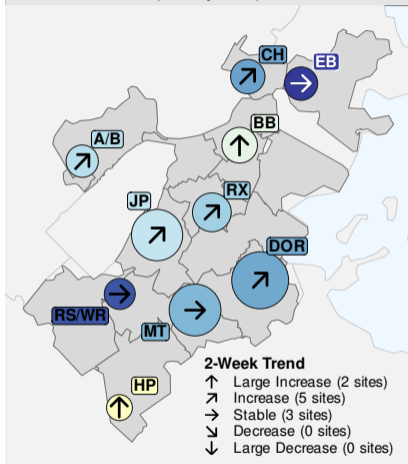 CH
EB
BB
A/B
RX
JP
DOR
RS/WR
MT
HP
2-Week Trend
↑ Large Increase (2 sites)
↗ Increase (5 sites)
→ Stable (3 sites)
↘ Decrease (0 sites)
↓ Large Decrease (0 sites)